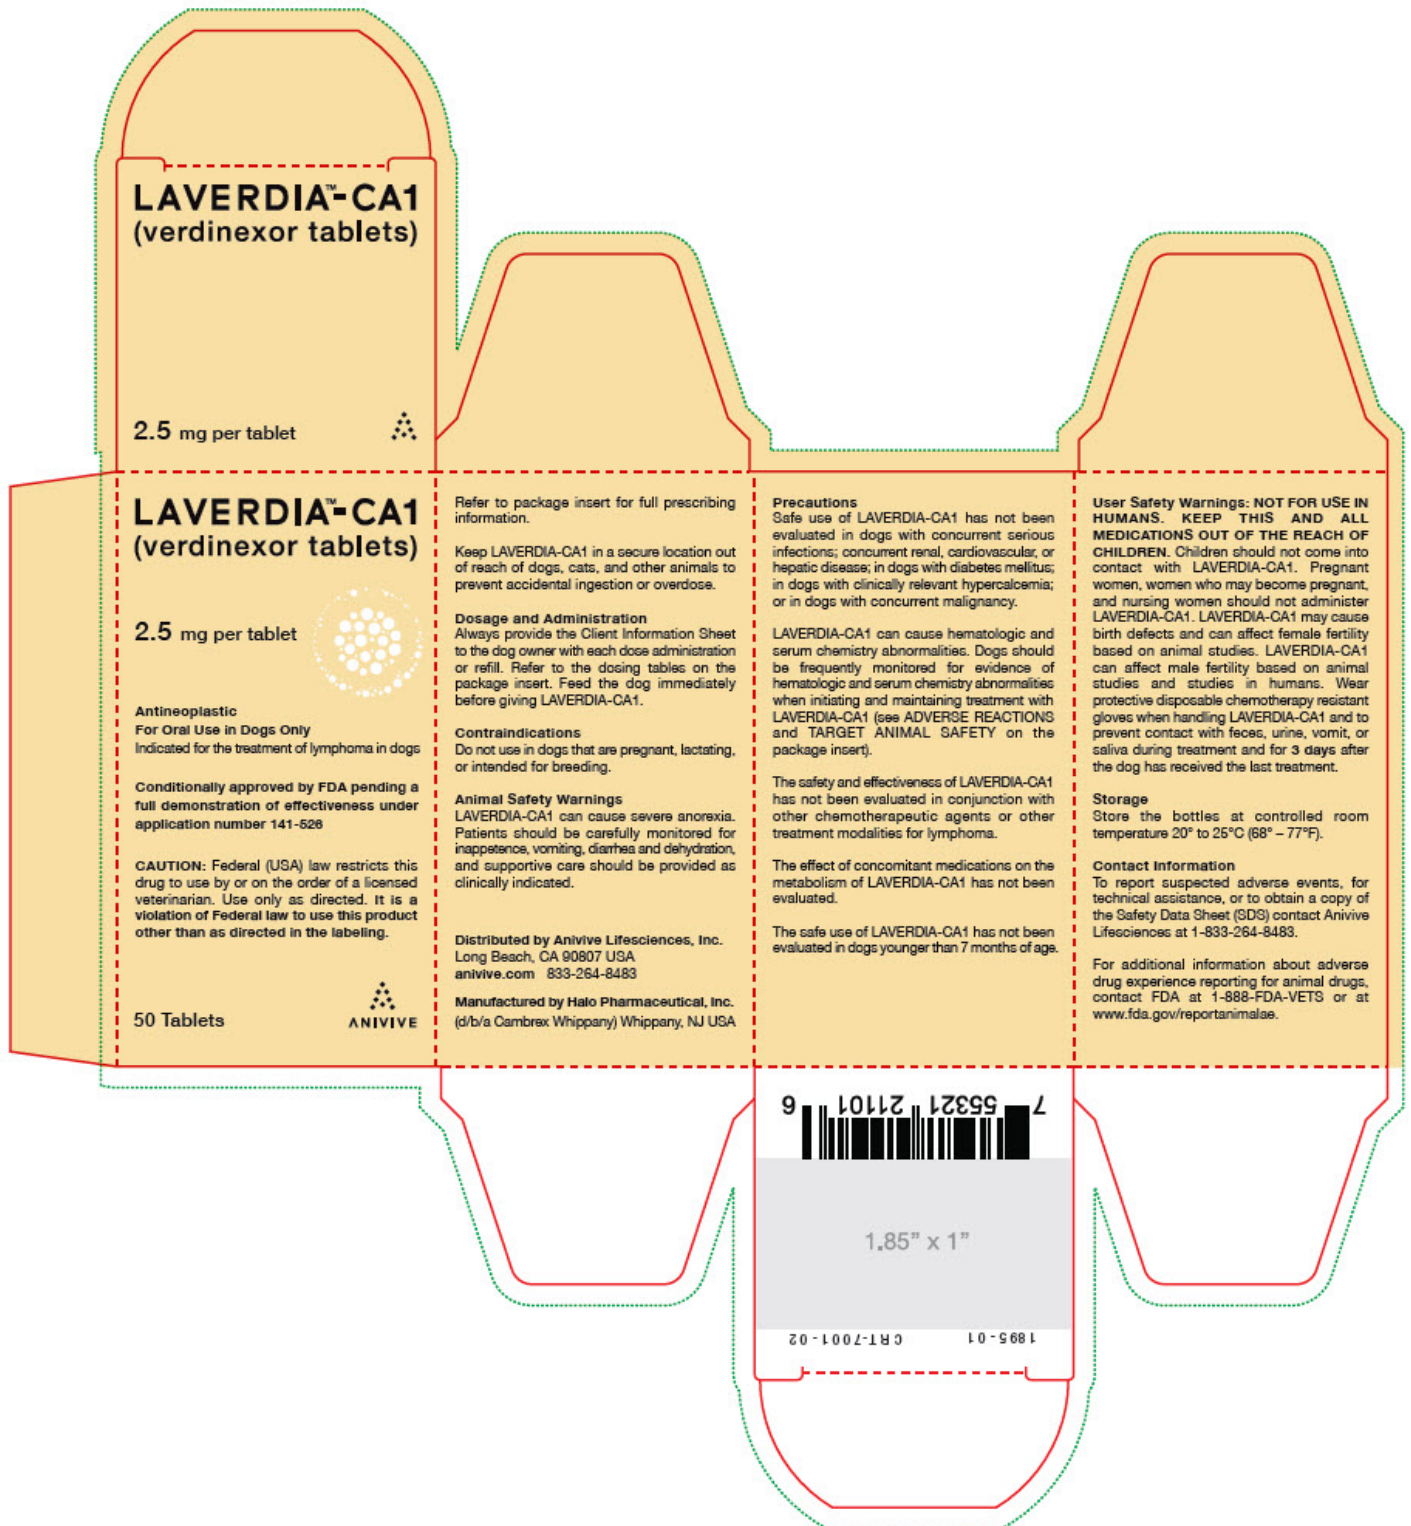 LAVERDIA™-CA1
(verdinexor tablets)
2.5 mg per tablet
LAVERDIA™-CA1
(verdinexor tablets)
2.5 mg per tablet
Antineoplastic
For Oral Use in Dogs Only
Indicated for the treatment of lymphoma in dogs
Conditionally approved by FDA pending a
full demonstration of effectiveness under
application number 141-526
CAUTION: Federal (USA) law restricts this
drug to use by or on the order of a licensed
veterinarian. Use only as directed. It is a
violation of Federal law to use this product
other than as directed in the labeling.
50 Tablets
ANIVIVE
Refer to package insert for full prescribing
information.
Keep LAVERDIA-CA1 in a secure location out
of reach of dogs, cats, and other animals to
prevent accidental ingestion or overdose.
Dosage and Administration
Always provide the Client Information Sheet
to the dog owner with each dose administration
or refill. Refer to the dosing tables on the
package insert. Feed the dog immediately
before giving LAVERDIA-CA1.
Contraindications
Do not use in dogs that are pregnant, lactating,
or intended for breeding.
Animal Safety Warnings
LAVERDIA-CA1 can cause severe anorexia.
Patients should be carefully monitored for
inappetence, vomiting, diarrhea and dehydration,
and supportive care should be provided as
clinically indicated.
Distributed by Anivive Lifesciences, Inc.
Long Beach, CA 90807 USA
anivive.com 833-264-8483
Manufactured by Halo Pharmaceutical, Inc.
(d/b/a Cambrex Whippany) Whippany, NJ USA
Precautions
Safe use of LAVERDIA-CA1 has not been
evaluated in dogs with concurrent serious
infections; concurrent renal, cardiovascular, or
hepatic disease; in dogs with diabetes mellitus;
in dogs with clinically relevant hypercalcemia;
or in dogs with concurrent malignancy.
LAVERDIA-CA1 can cause hematologic and
serum chemistry abnormalities. Dogs should
be frequently monitored for evidence of
hematologic and serum chemistry abnormalities
when initiating and maintaining treatment with
LAVERDIA-CA1 (see ADVERSE REACTIONS
and TARGET ANIMAL SAFETY on the
package insert).
The safety and effectiveness of LAVERDIA-CA1
has not been evaluated in conjunction with
other chemotherapeutic agents or other
treatment modalities for lymphoma.
The effect of concomitant medications on the
metabolism of LAVERDIA-CA1 has not been
evaluated.
The safe use of LAVERDIA-CA1 has not been
evaluated in dogs younger than 7 months of age.
User Safety Warnings: NOT FOR USE IN
HUMANS. KEEP THIS AND ALL
MEDICATIONS OUT OF THE REACH OF
CHILDREN. Children should not come into
contact with LAVERDIA-CA1. Pregnant
women, women who may become pregnant,
and nursing women should not administer
LAVERDIA-CA1. LAVERDIA-CA1 may cause
birth defects and can affect female fertility
based on animal studies. LAVERDIA-CA1
can affect male fertility based on animal
studies and studies in humans. Wear
protective disposable chemotherapy resistant
gloves when handling LAVERDIA-CA1 and to
prevent contact with feces, urine, vomit, or
saliva during treatment and for 3 days after
the dog has received the last treatment.
Storage
Store the bottles at controlled room
temperature 20° to 25°C (68° – 77°F).
Contact Information
To report suspected adverse events, for
technical assistance, or to obtain a copy of
the Safety Data Sheet (SDS) contact Anivive
Lifesciences at 1-833-264-8483.
For additional information about adverse
drug experience reporting for animal drugs,
contact FDA at 1-888-FDA-VETS or at
www.fda.gov/reportanimalae.
7 55321 21101 6
1.85” x 1”
1895-01 CRT-7001-02